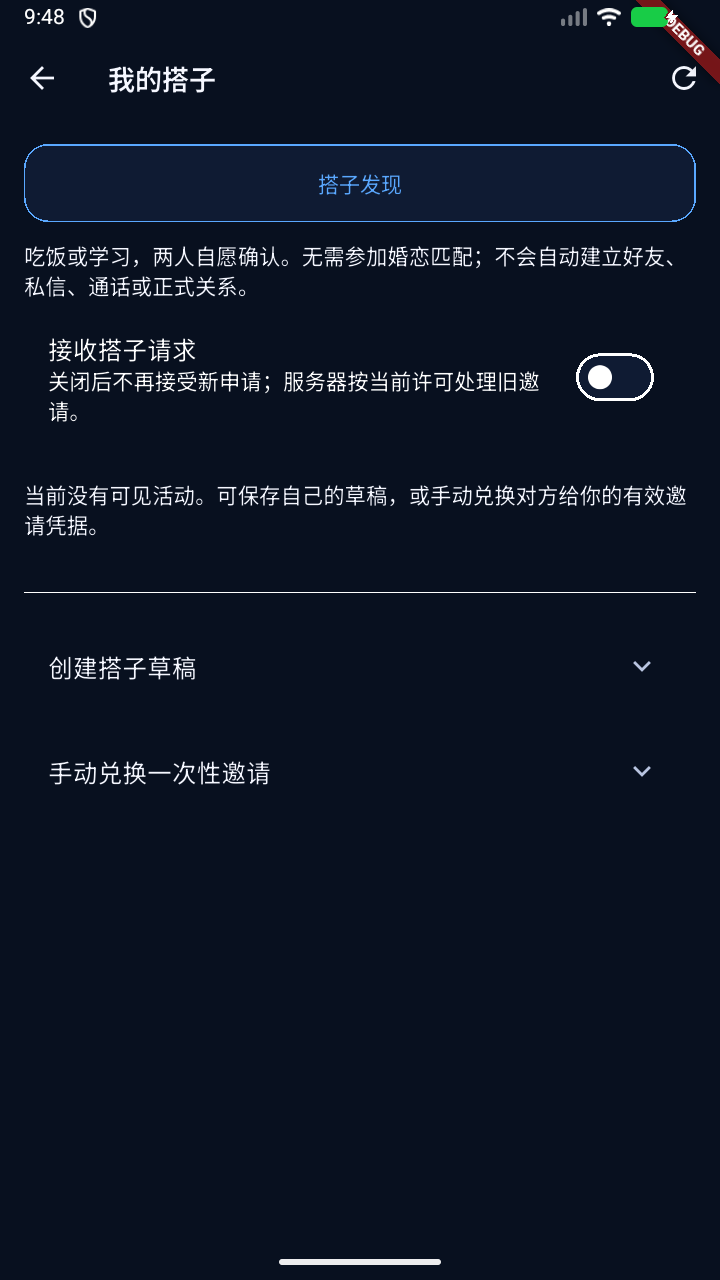 9:48
DEBUG
我的搭子
搭子发现
吃饭或学习，两人自愿确认。无需参加婚恋匹配；不会自动建立好友、
私信、通话或正式关系。
接收搭子请求
关闭后不再接受新申请；服务器按当前许可处理旧邀
请。
当前没有可见活动。可保存自己的草稿，或手动兑换对方给你的有效邀
请凭据。
创建搭子草稿
手动兑换一次性邀请